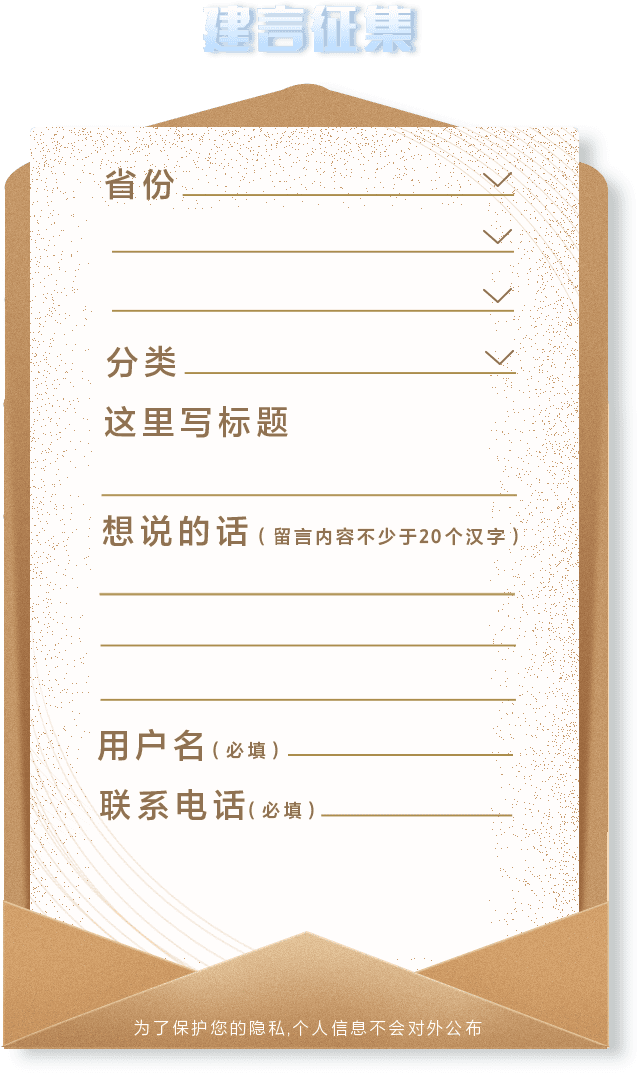 建言征集
省份
分类
这里写标题
想说的话(留言内容不少于20个汉字)
用户名(必填)
联系电话(必填)
为了保护您的隐私,个人信息不会对外公布